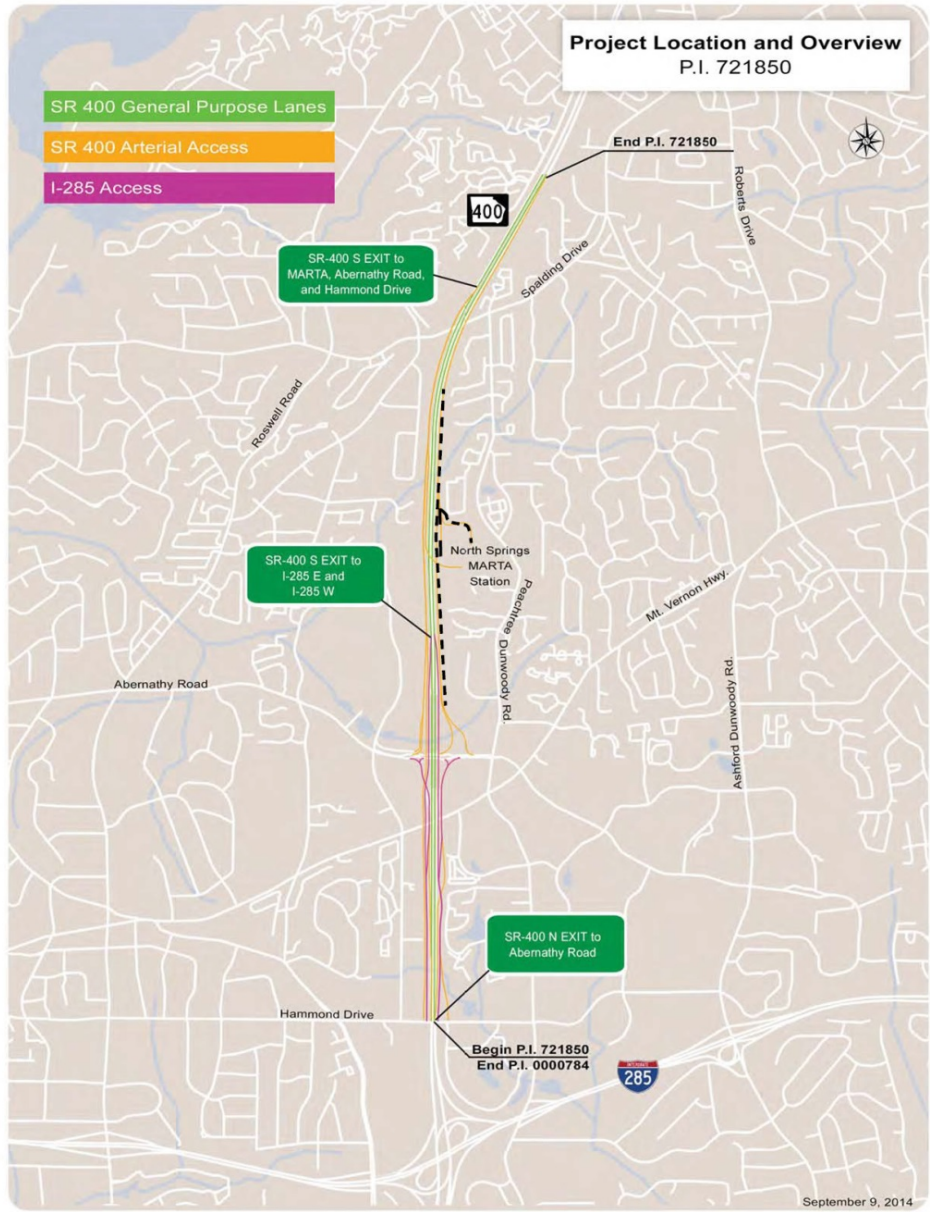 Project Location and Overview
P.I. 721850
SR 400 General Purpose Lanes
SR 400 Arterial Access
I-285 Access
End P.I. 721850
Roberts Drive
400
SR-400 S EXIT to
MARTA, Abernathy Road,
and Hammond Drive
Spalding Drive
Roswell Road
North Springs
MARTA
Station
SR-400 S EXIT to
I-285 E and
I-285 W
Peachtree Dunwoody Rd.
Mt. Vernon Hwy.
Abernathy Road
Ashford Dunwoody Rd.
SR-400 N EXIT to
Abernathy Road
Hammond Drive
Begin P.I. 721850
End P.I. 0000784
285
September 9, 2014